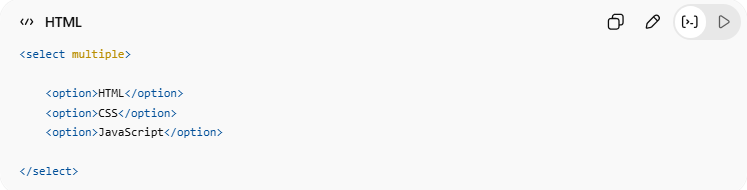 HTML
<select multiple>
<option>HTML</option>
<option>CSS</option>
<option>JavaScript</option>
</select>